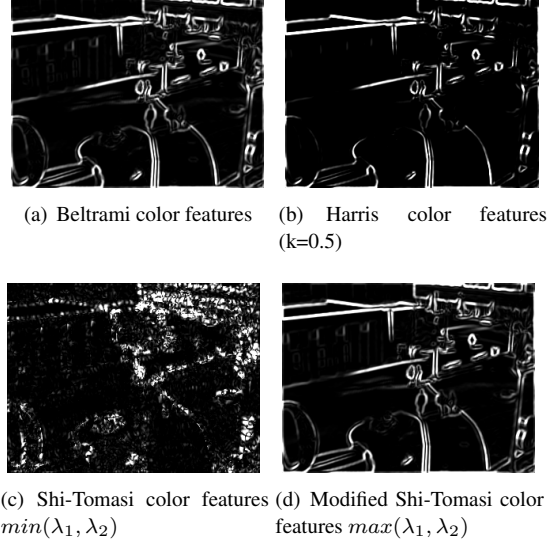 (a) Beltrami color features
(b) Harris color features
(k=0.5)
(c) Shi-Tomasi color features
min(λ₁, λ₂)
(d) Modified Shi-Tomasi color
features max(λ₁, λ₂)